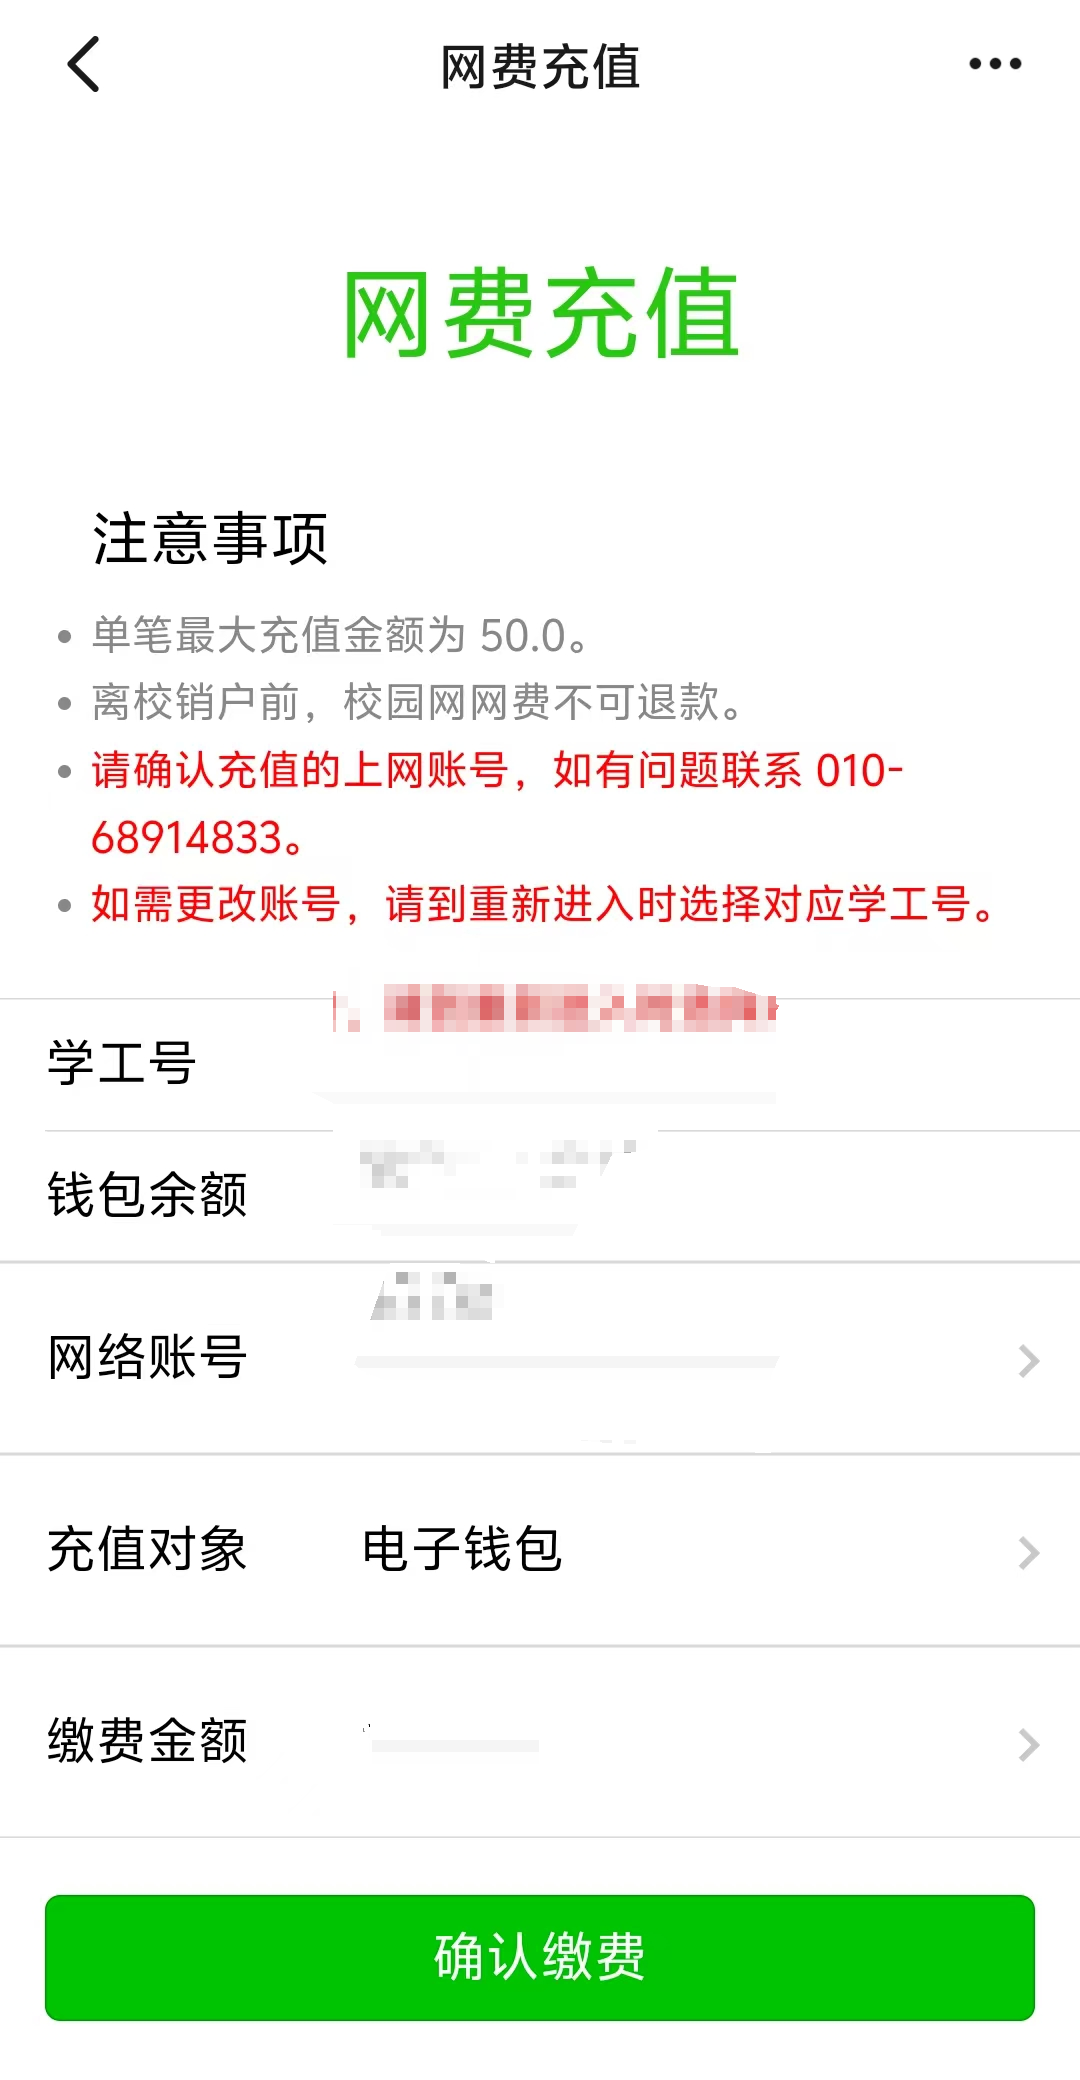 网费充值
网费充值
注意事项
单笔最大充值金额为 50.0。
离校销户前，校园网网费不可退款。
请确认充值的上网账号，如有问题联系 010-
68914833。
如需更改账号，请到重新进入时选择对应学工号。
学工号
钱包余额
网络账号
充值对象 电子钱包
缴费金额
确认缴费